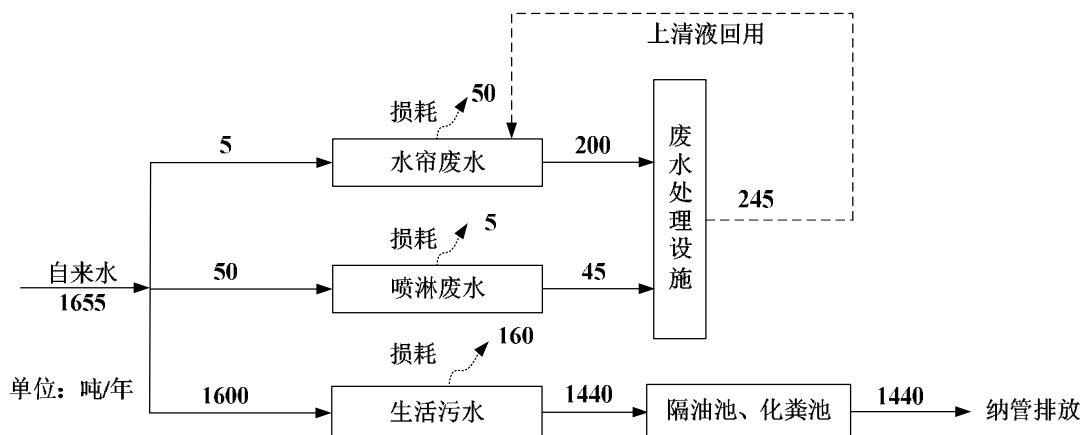 上清液回用
损耗 50
5
水帘废水
200
废水处理设施
245
损耗 5
自来水
1655
50
喷淋废水
45
损耗 160
单位：吨/年
1600
生活污水
1440
隔油池、化粪池
1440
纳管排放